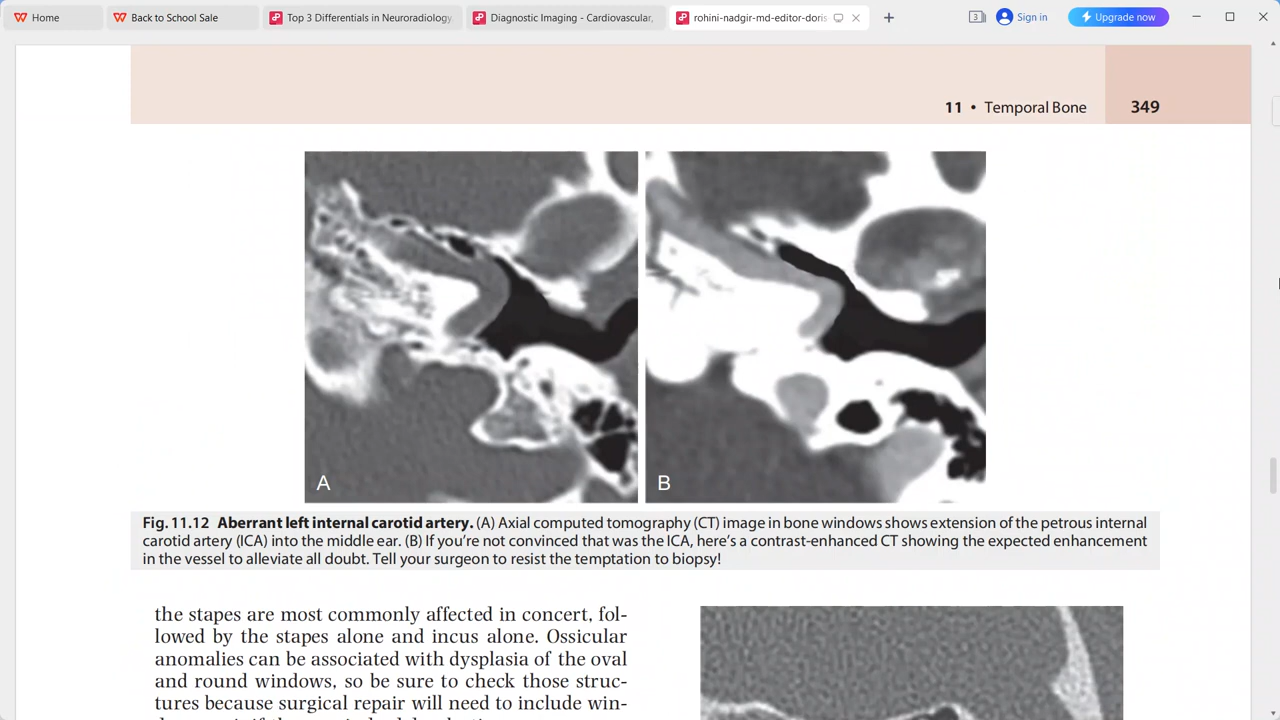 Home
Back to School Sale
Top 3 Differentials in Neuroradiology
Diagnostic Imaging - Cardiovascular,
rohini-nadgir-md-editor-doris
3
Sign in
Upgrade now
11 • Temporal Bone 349
A
B
Fig. 11.12 Aberrant left internal carotid artery. (A) Axial computed tomography (CT) image in bone windows shows extension of the petrous internal
carotid artery (ICA) into the middle ear. (B) If you're not convinced that was the ICA, here's a contrast-enhanced CT showing the expected enhancement
in the vessel to alleviate all doubt. Tell your surgeon to resist the temptation to biopsy!
the stapes are most commonly affected in concert, fol-
lowed by the stapes alone and incus alone. Ossicular
anomalies can be associated with dysplasia of the oval
and round windows, so be sure to check those struc-
tures because surgical repair will need to include win-